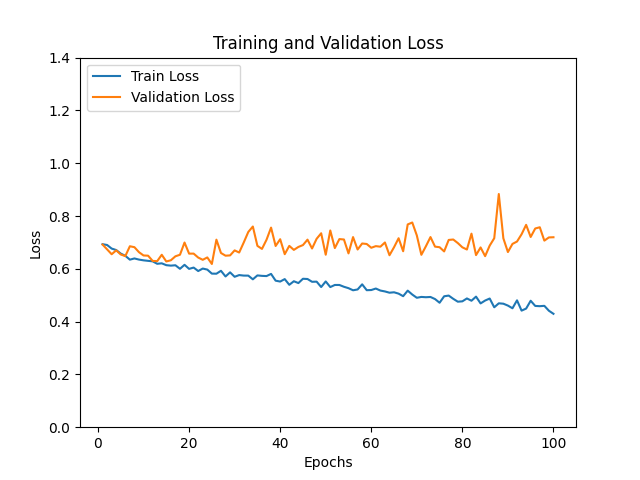 Training and Validation Loss
Train Loss
Validation Loss
Loss
1.4
1.2
1.0
0.8
0.6
0.4
0.2
0.0
0 20 40 60 80 100
Epochs